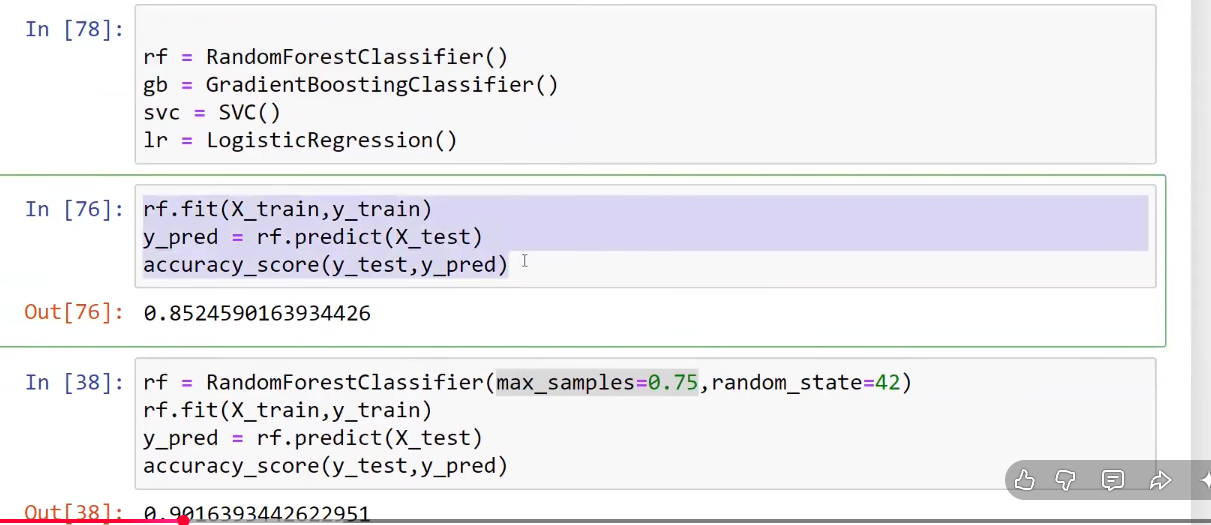 In [78]:
rf = RandomForestClassifier()
gb = GradientBoostingClassifier()
svc = SVC()
lr = LogisticRegression()
In [76]: rf.fit(X_train,y_train)
y_pred = rf.predict(X_test)
accuracy_score(y_test,y_pred)
Out[76]: 0.8524590163934426
In [38]: rf = RandomForestClassifier(max_samples=0.75,random_state=42)
rf.fit(X_train,y_train)
y_pred = rf.predict(X_test)
accuracy_score(y_test,y_pred)
Out[38]: 0.9016393442622951